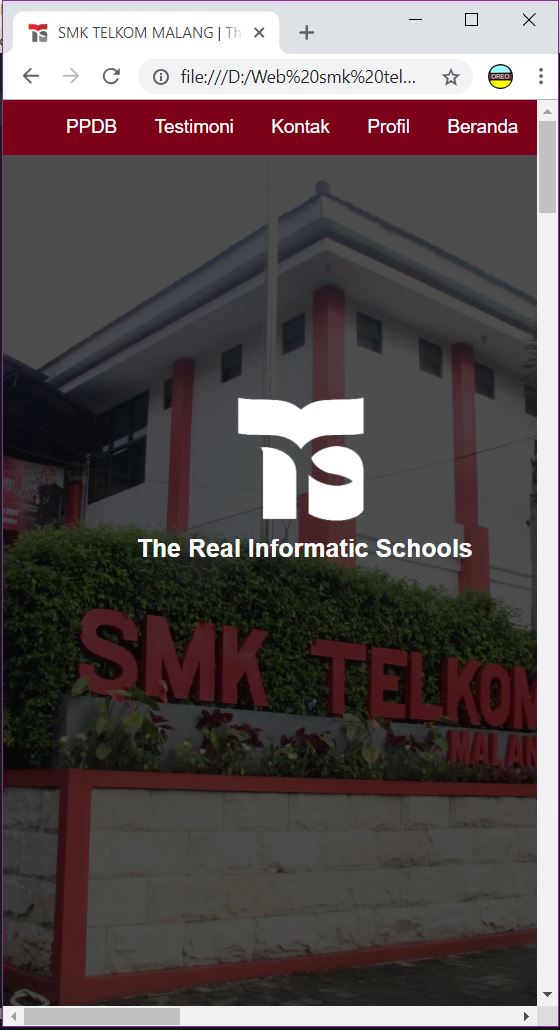 SMK TELKOM MALANG | Th
file:///D:/Web%20smk%20tel...
OREO
PPDB Testimoni Kontak Profil Beranda
The Real Informatic Schools
SMK TELKOM
MALAN